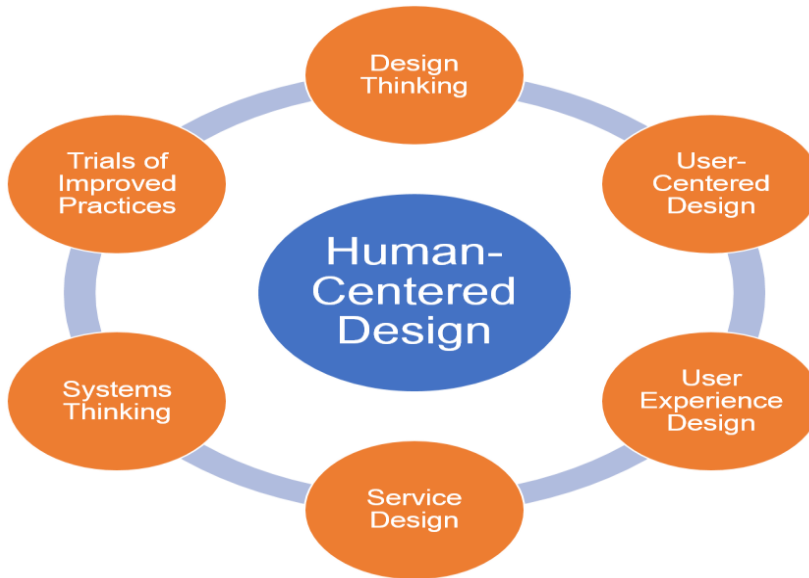 Design
Thinking
Trials of
Improved
Practices
User-
Centered
Design
Human-
Centered
Design
Systems
Thinking
User
Experience
Design
Service
Design